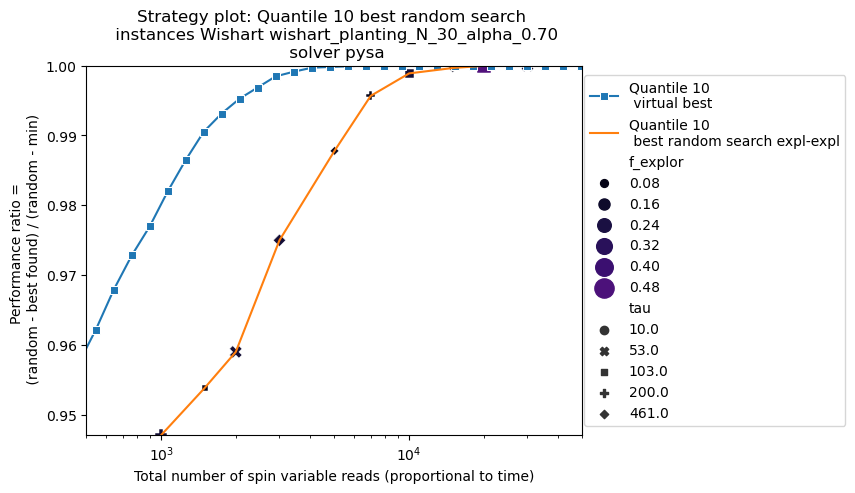 Strategy plot: Quantile 10 best random search
instances Wishart wishart_planting_N_30_alpha_0.70
solver pysa
1.00
0.99
0.98
0.97
0.96
0.95
Performance ratio =
(random - best found) / (random - min)
10^3
10^4
Total number of spin variable reads (proportional to time)
Quantile 10
virtual best
Quantile 10
best random search expl-expl
f_explor
0.08
0.16
0.24
0.32
0.40
0.48
tau
10.0
53.0
103.0
200.0
461.0